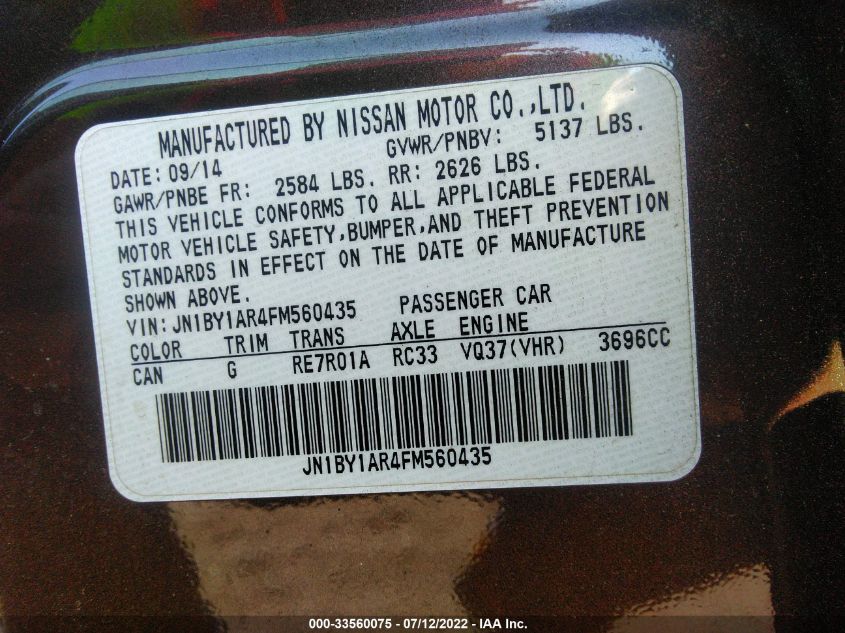 MANUFACTURED BY NISSAN MOTOR CO.,LTD.
DATE: 09/14 GVWR/PNBV: 5137 LBS.
GAWR/PNBE FR: 2584 LBS. RR: 2626 LBS.
THIS VEHICLE CONFORMS TO ALL APPLICABLE FEDERAL
MOTOR VEHICLE SAFETY,BUMPER,AND THEFT PREVENTION
STANDARDS IN EFFECT ON THE DATE OF MANUFACTURE
SHOWN ABOVE.
VIN:JN1BY1AR4FM560435 PASSENGER CAR
COLOR TRIM TRANS AXLE ENGINE
CAN G RE7R01A RC33 VQ37(VHR) 3696CC
JN1BY1AR4FM560435
000-33560075 - 07/12/2022 - IAA Inc.